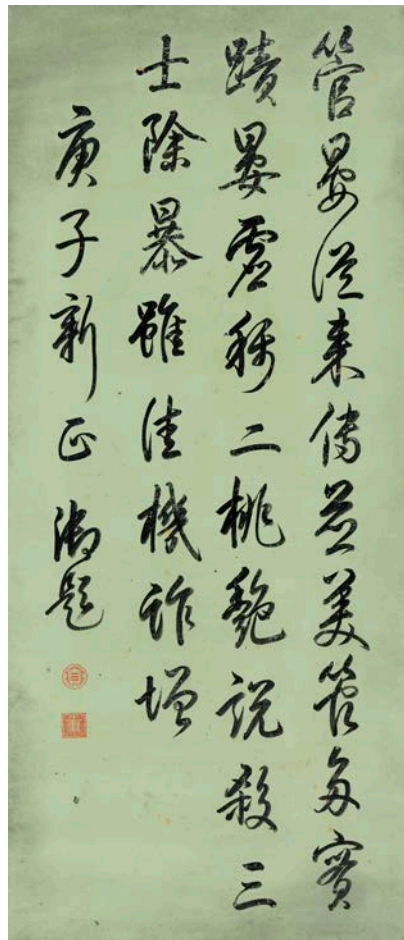 管晏從來傳並美管多實
蹟晏虛稱二桃艷說殺三
士除暴雖佳機詐增
庚子新正御題